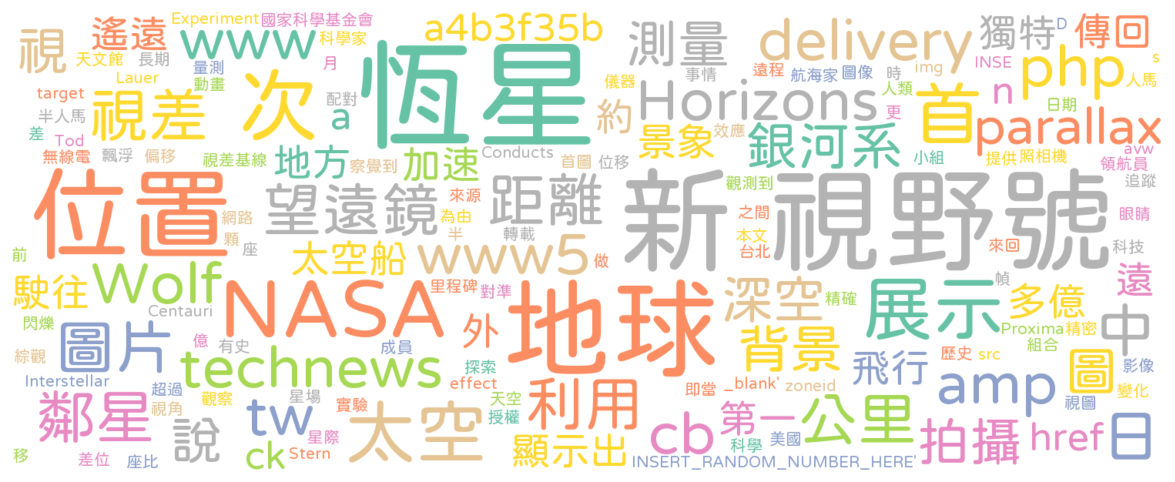 遙遠
Experiment
國家科學基金會
a4b3f35b
視
天文館
長期
www
科學家
量測
動畫
月
Lauer
次
恆星
測量
事情
delivery
遠程
航海家
圖像
儀器
獨特
D
傳回
INSE
img
時
人類
php
s
人馬
target
半人馬
視差
配對
a
Horizons
約
更
n
首
日期
差
Tod
無線電
飄浮
偏移
視差基線
地方
察覺到
加速
Conducts
首圖
位移
景象
效應
銀河系
小組
parallax
提供
照相機
avw
領航員
追蹤
位置
望遠鏡
距離
新視野號
觀測到
眼睛
來源
為由
網路
顆
座
半
轉載
之間
本文
台北
來回
科技
前
駛往
Wolf
太空船
www5
做
深空
精確
幀
遠
里程碑
對準
NASA
地球
展示
多億
中
Centauri
閃爍
圖片
億
有史
外
背景
Proxima
精密
組合
綜觀
成員
technews
探索
effect
利用
飛行
歷史
src
圖
影像
變化
Interstellar
超過
視角
觀察
星場
實驗
天空
授權
即當
_blank'
zoneid
amp
視圖
鄰星
說
tw
太空
星際
Stern
cb
第一
公里
拍攝
href
日
移
差位
座比
ck
顯示出
科學
美國
INSERT_RANDOM_NUMBER_HERE'